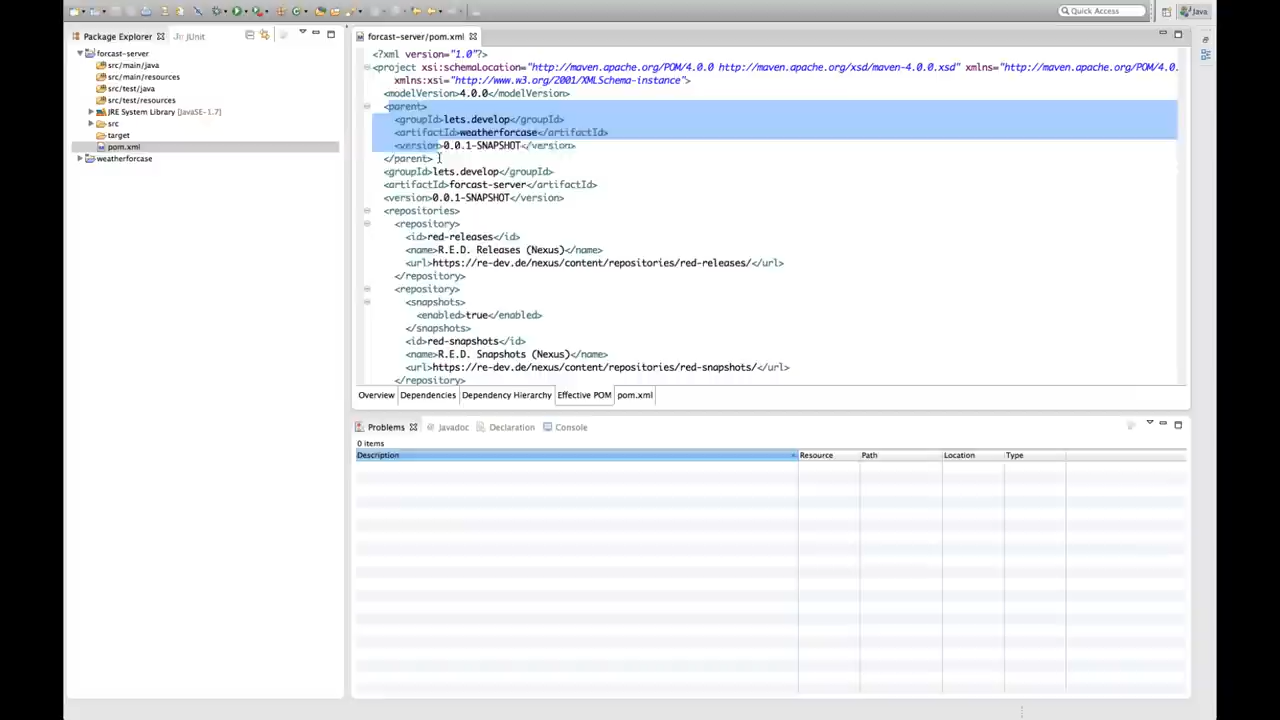 Quick Access
Java
Package Explorer
JUnit
forcast-server
src/main/java
src/main/resources
src/test/java
src/test/resources
JRE System Library [JavaSE-1.7]
src
target
pom.xml
weatherforcase
forcast-server/pom.xml
<?xml version="1.0"?>
<project xsi:schemaLocation="http://maven.apache.org/POM/4.0.0 http://maven.apache.org/xsd/maven-4.0.0.xsd" xmlns="http://maven.apache.org/POM/4.0.
xmlns:xsi="http://www.w3.org/2001/XMLSchema-instance">
<modelVersion>4.0.0</modelVersion>
<parent>
<groupId>lets.develop</groupId>
<artifactId>weatherforcase</artifactId>
<version>0.0.1-SNAPSHOT</version>
</parent>
<groupId>lets.develop</groupId>
<artifactId>forcast-server</artifactId>
<version>0.0.1-SNAPSHOT</version>
<repositories>
<repository>
<id>red-releases</id>
<name>R.E.D. Releases (Nexus)</name>
<url>https://re-dev.de/nexus/content/repositories/red-releases/</url>
</repository>
<repository>
<snapshots>
<enabled>true</enabled>
</snapshots>
<id>red-snapshots</id>
<name>R.E.D. Snapshots (Nexus)</name>
<url>https://re-dev.de/nexus/content/repositories/red-snapshots/</url>
</repository>
Overview Dependencies Dependency Hierarchy Effective POM pom.xml
Problems @ Javadoc Declaration Console
0 items
Description Resource Path Location Type